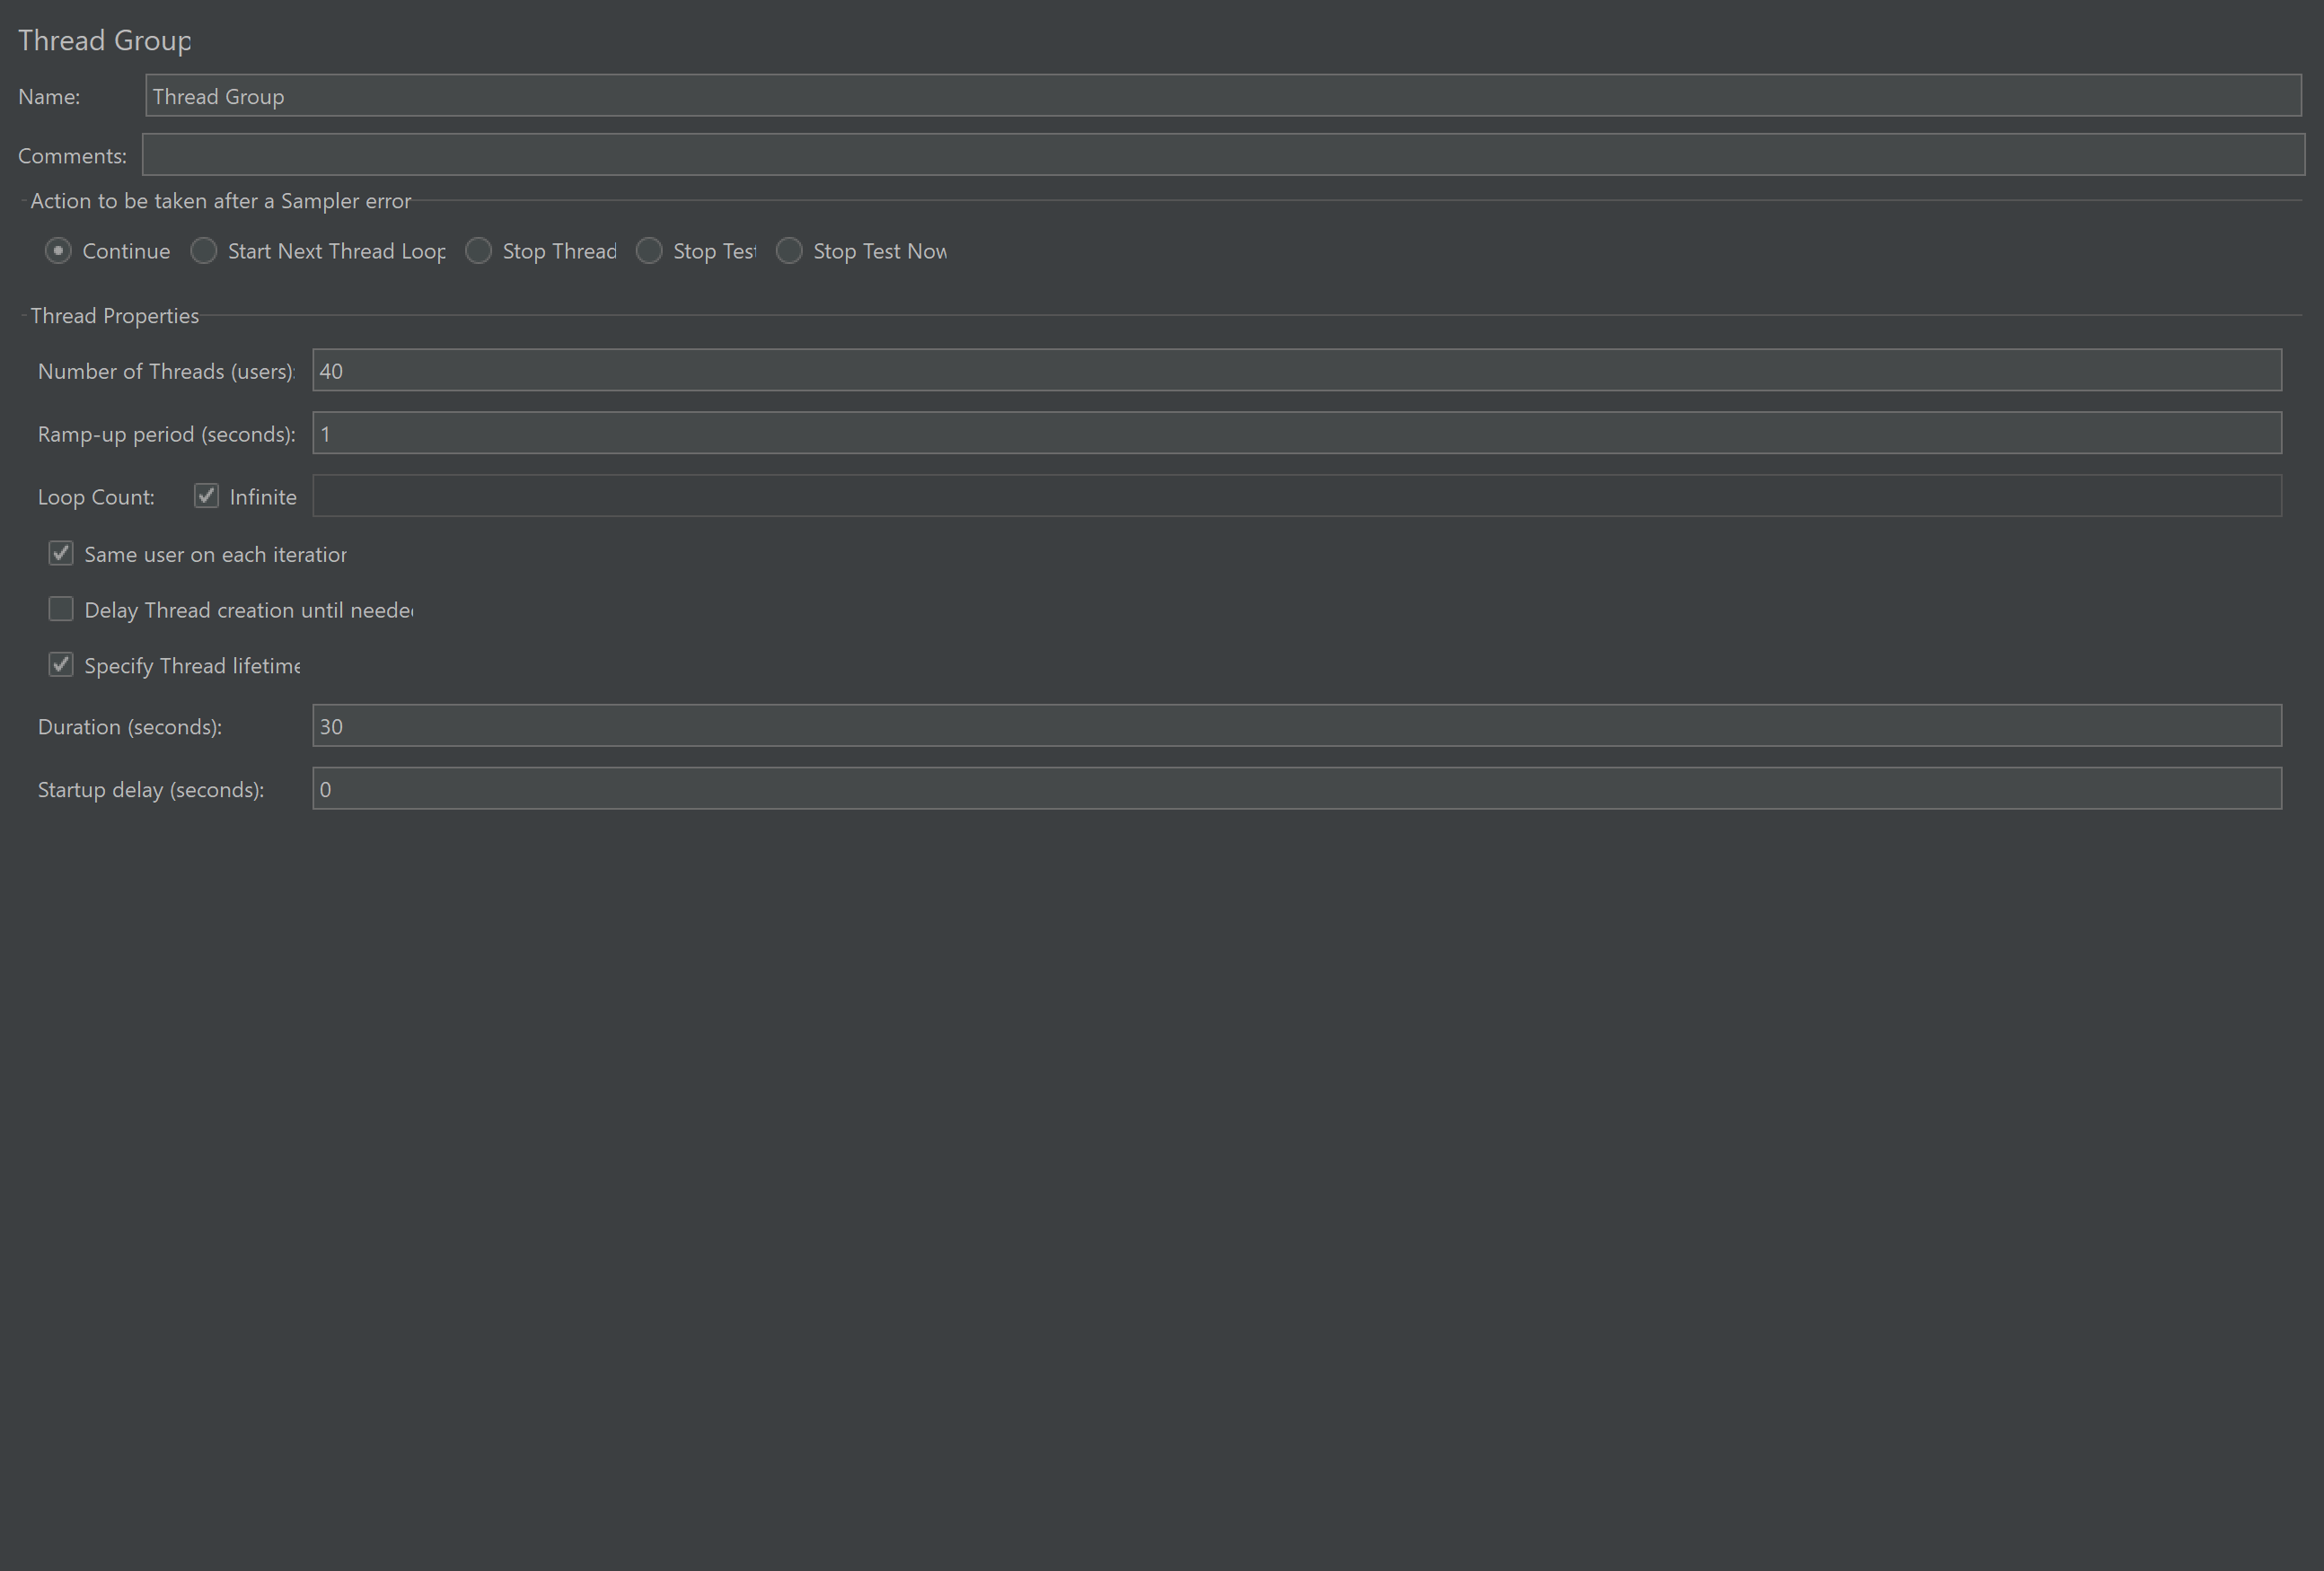 Thread Group
Name: Thread Group
Comments:
Action to be taken after a Sampler error
Continue Start Next Thread Loop Stop Thread Stop Test Stop Test Now
Thread Properties
Number of Threads (users): 40
Ramp-up period (seconds): 1
Loop Count: Infinite
Same user on each iteration
Delay Thread creation until needed
Specify Thread lifetime
Duration (seconds): 30
Startup delay (seconds): 0